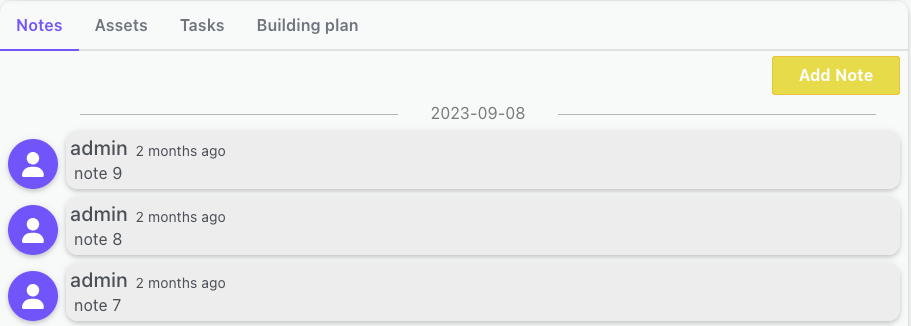 Notes Assets Tasks Building plan
Add Note
2023-09-08
admin 2 months ago
note 9
admin 2 months ago
note 8
admin 2 months ago
note 7